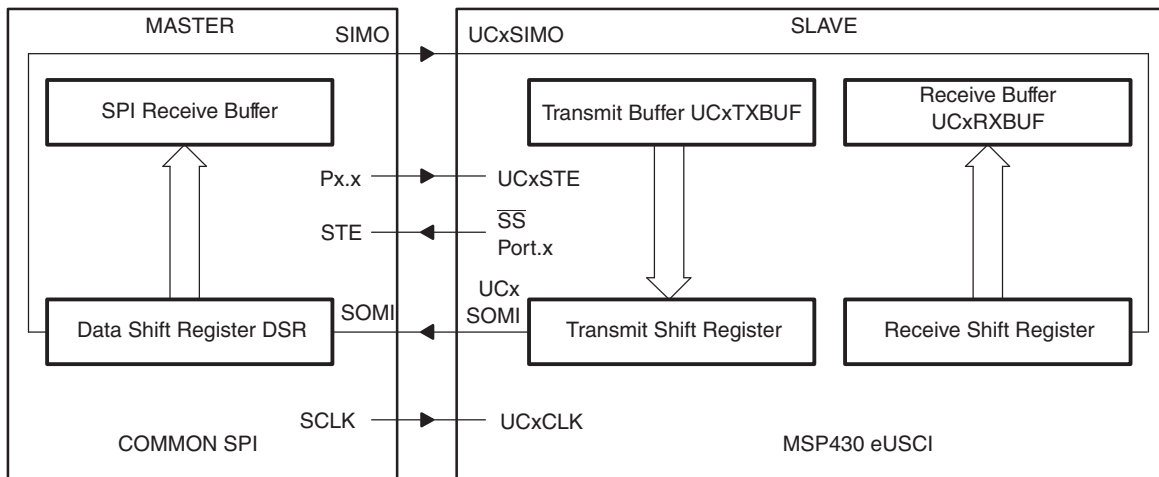 MASTER
SLAVE
SIMO
UCxSIMO
SPI Receive Buffer
Transmit Buffer UCxTXBUF
Receive Buffer
UCxRXBUF
Px.x
UCxSTE
STE
S̅S̅
Port.x
SOMI
UCx
SOMI
Data Shift Register DSR
Transmit Shift Register
Receive Shift Register
SCLK
UCxCLK
COMMON SPI
MSP430 eUSCI